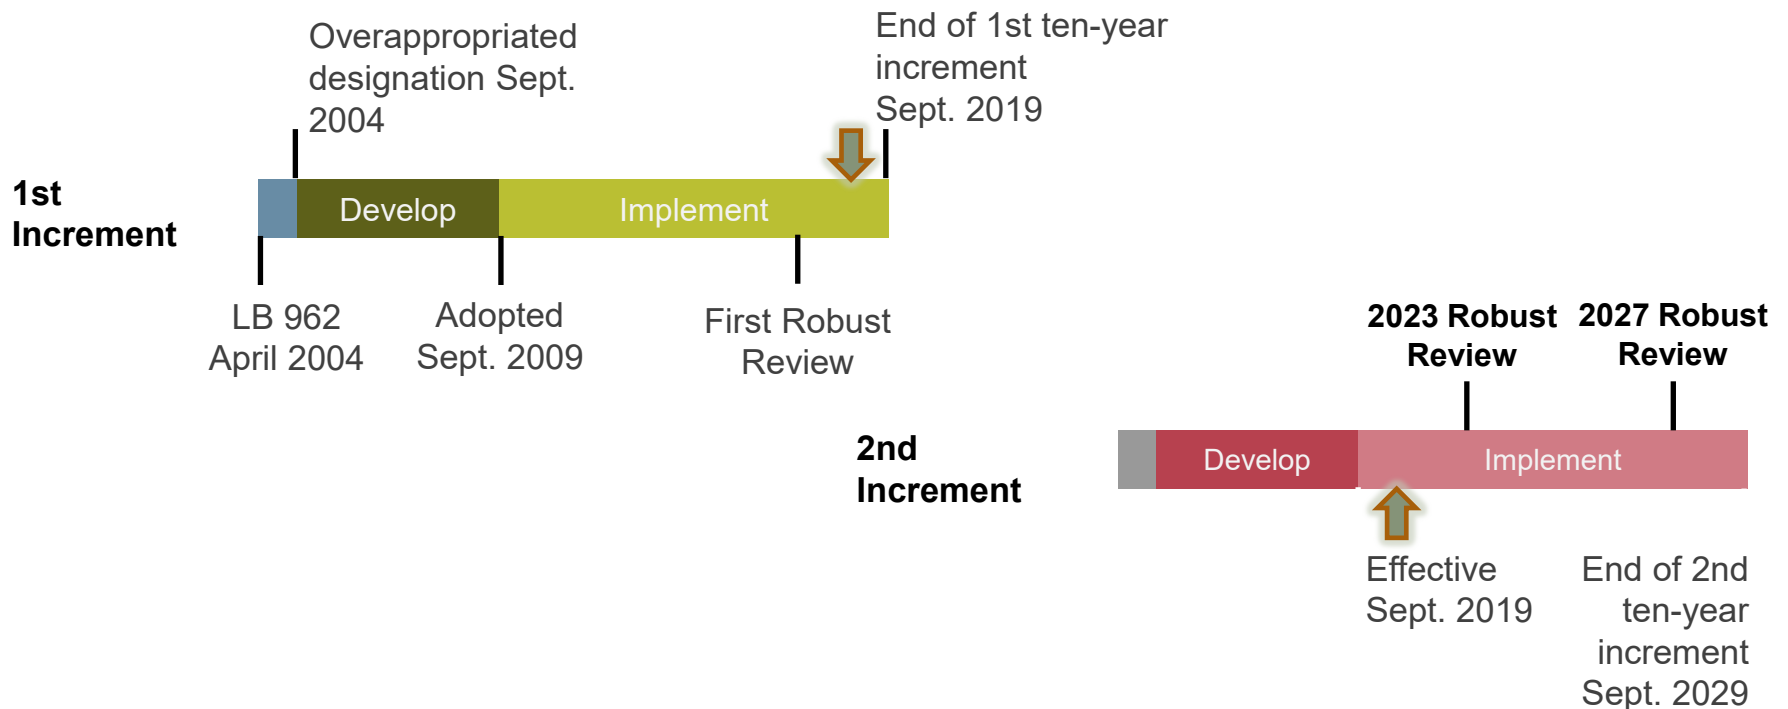 Overappropriated
designation Sept.
2004
End of 1st ten-year
increment
Sept. 2019
1st
Increment
Develop
Implement
LB 962
April 2004
Adopted
Sept. 2009
First Robust
Review
2023 Robust
Review
2027 Robust
Review
2nd
Increment
Develop
Implement
Effective
Sept. 2019
End of 2nd
ten-year
increment
Sept. 2029